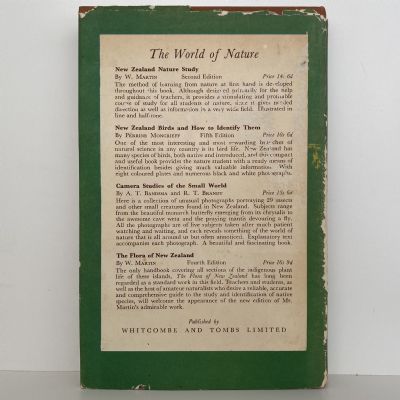 The World of Nature
New Zealand Nature Study
By W. MARTIN Second Edition Price 14s 6d
The method of learning from nature at first hand is developed
throughout this book. Although designed primarily for the help
and guidance of teachers, it provides a stimulating and profitable
course of study for all students of nature, since it gives needed
direction as well as information in a very wide field. Illustrated in
line and half-tone.
New Zealand Birds and How to Identify Them
By PERRINE MONCRIEFF Fifth Edition Price 10s 6d
One of the most interesting and most rewarding branches of
natural science in any country is its bird life. New Zealand has
many species of birds, both native and introduced, and this compact
and useful book provides the nature student with a ready means of
identification besides giving much valuable information. With
eight coloured plates and numerous black and white photographs.
Camera Studies of the Small World
By A. T. BANDSMA and R. T. BRANDT Price 15s 6d
Here is a collection of unusual photographs portraying 29 insects
and other small creatures found in New Zealand. Subjects range
from the beautiful monarch butterfly emerging from its chrysalis to
the awesome cave weta and the praying mantis devouring a fly.
All the photographs are of live subjects taken after much patient
watching and waiting, and each reveals something of the world of
nature that is all around us but often unnoticed. Explanatory text
accompanies each photograph. A beautiful and fascinating book.
The Flora of New Zealand
By W. MARTIN Fourth Edition Price 16s 9d
The only handbook covering all sections of the indigenous plant
life of these islands, The Flora of New Zealand has long been
regarded as a standard work in this field. Teachers and students, as
well as the host of amateur naturalists who desire a reliable, accurate
and comprehensive guide to the study and identification of native
species, will welcome the appearance of the new edition of Mr.
Martin's admirable work.
Published by
WHITCOMBE AND TOMBS LIMITED